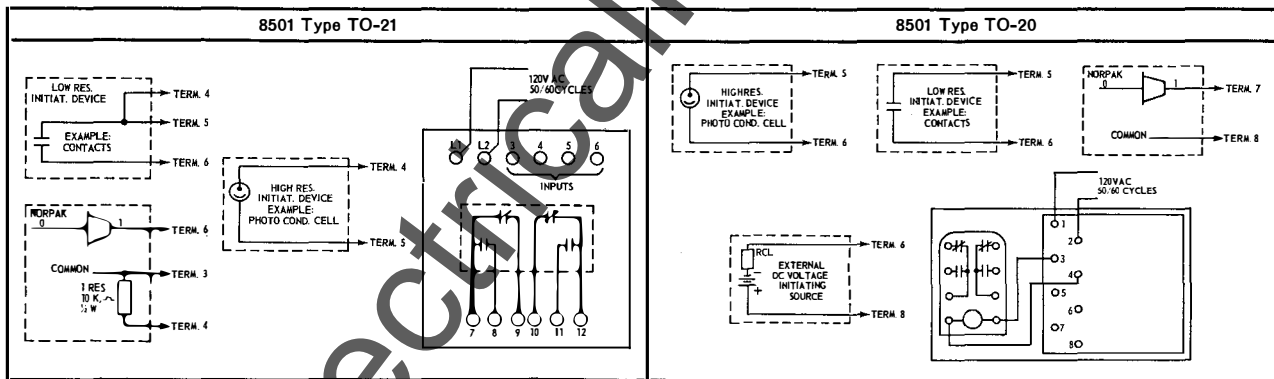 8501 Type TO-21
LOW RES.
INITIAT. DEVICE
EXAMPLE:
CONTACTS
TERM. 4
TERM. 5
TERM. 6
HIGH RES.
INITIAT. DEVICE
EXAMPLE:
PHOTO COND. CELL
TERM. 4
TERM. 5
NORPAK
0
1
TERM. 6
COMMON
TERM. 3
1 RES
10 K,
½ W
TERM. 4
120V AC
50/60CYCLES
L1 L2 3 4 5 6
INPUTS
7 8 9 10 11 12
8501 Type TO-20
HIGH RES.
INITIAT. DEVICE
EXAMPLE:
PHOTO COND. CELL
TERM. 5
TERM. 6
LOW RES.
INITIAT. DEVICE
EXAMPLE:
CONTACTS
TERM. 5
TERM. 6
NORPAK
0
1
TERM. 7
COMMON
TERM. 8
RCL
EXTERNAL
DC VOLTAGE
INITIATING
SOURCE
TERM. 6
TERM. 8
120VAC
50/60 CYCLES
1
2
3
4
5
6
7
8
ectrical